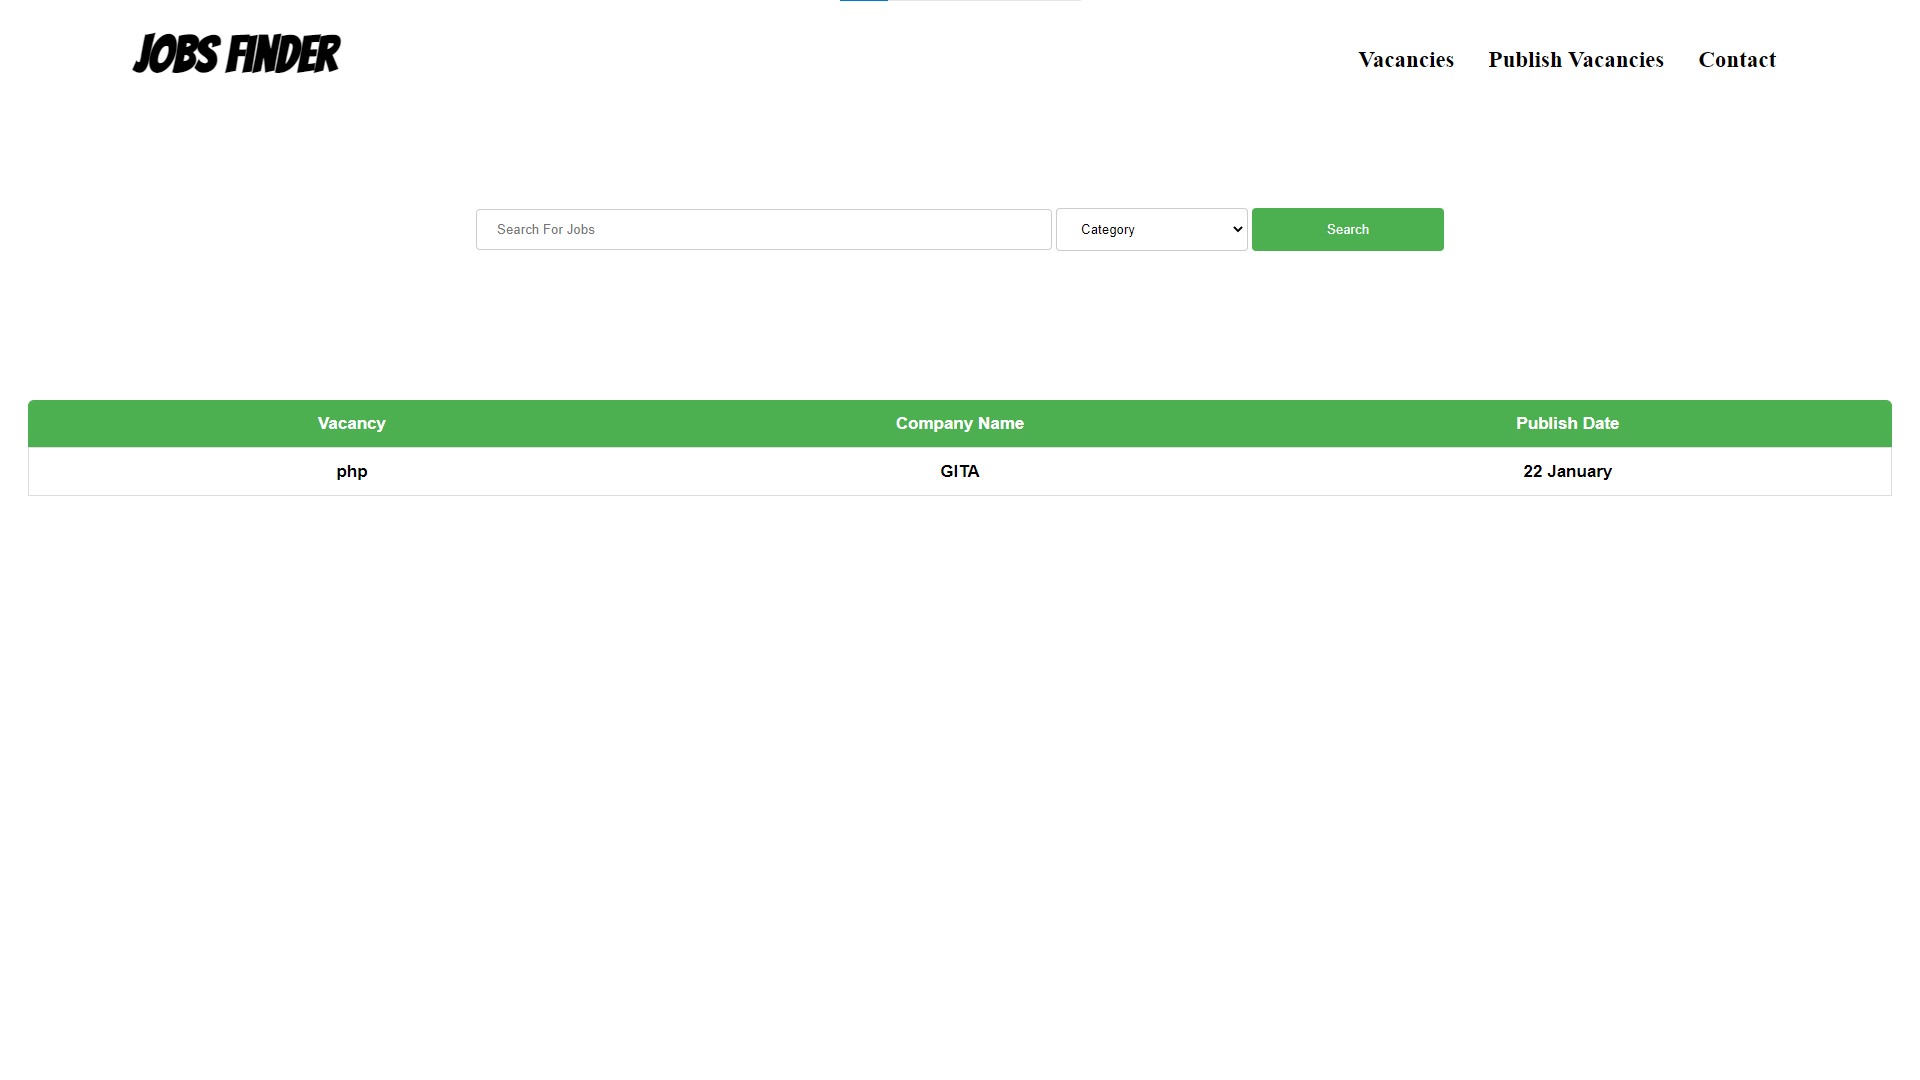 JOBS FINDER
Vacancies Publish Vacancies Contact
Search For Jobs Category Search
Vacancy Company Name Publish Date
php GITA 22 January